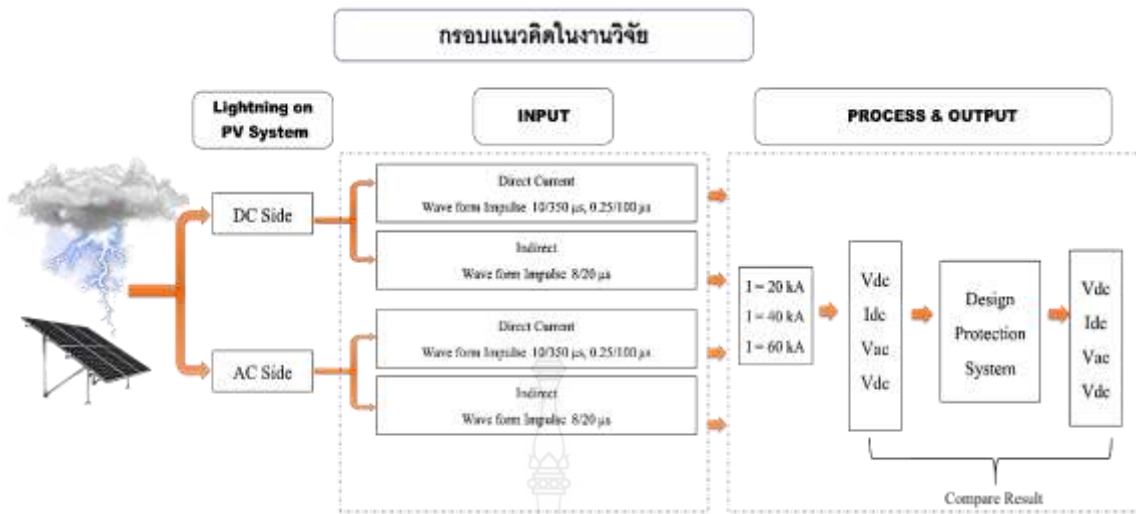 กรอบแนวคิดในงานวิจัย
Lightning on
PV System
INPUT
PROCESS & OUTPUT
DC Side
AC Side
Direct Current
Wave form Impulse 10/350 µs, 0.25/100 µs
Indirect
Wave form Impulse 8/20 µs
Direct Current
Wave form Impulse 10/350 µs, 0.25/100 µs
Indirect
Wave form Impulse 8/20 µs
I = 20 kA
I = 40 kA
I = 60 kA
Vdc
Idc
Vac
Vdc
Design
Protection
System
Vdc
Idc
Vac
Vdc
Compare Result